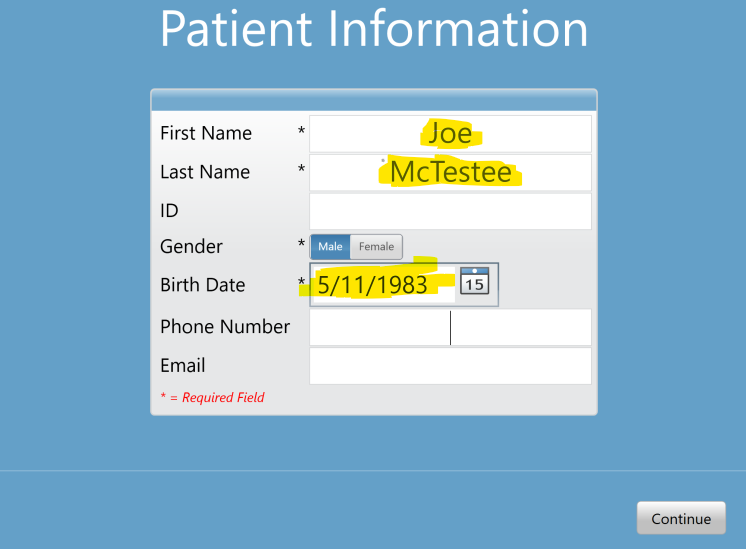 Patient Information
First Name * Joe
Last Name * McTestee
ID
Gender * Male Female
Birth Date * 5/11/1983 15
Phone Number
Email
* = Required Field
Continue